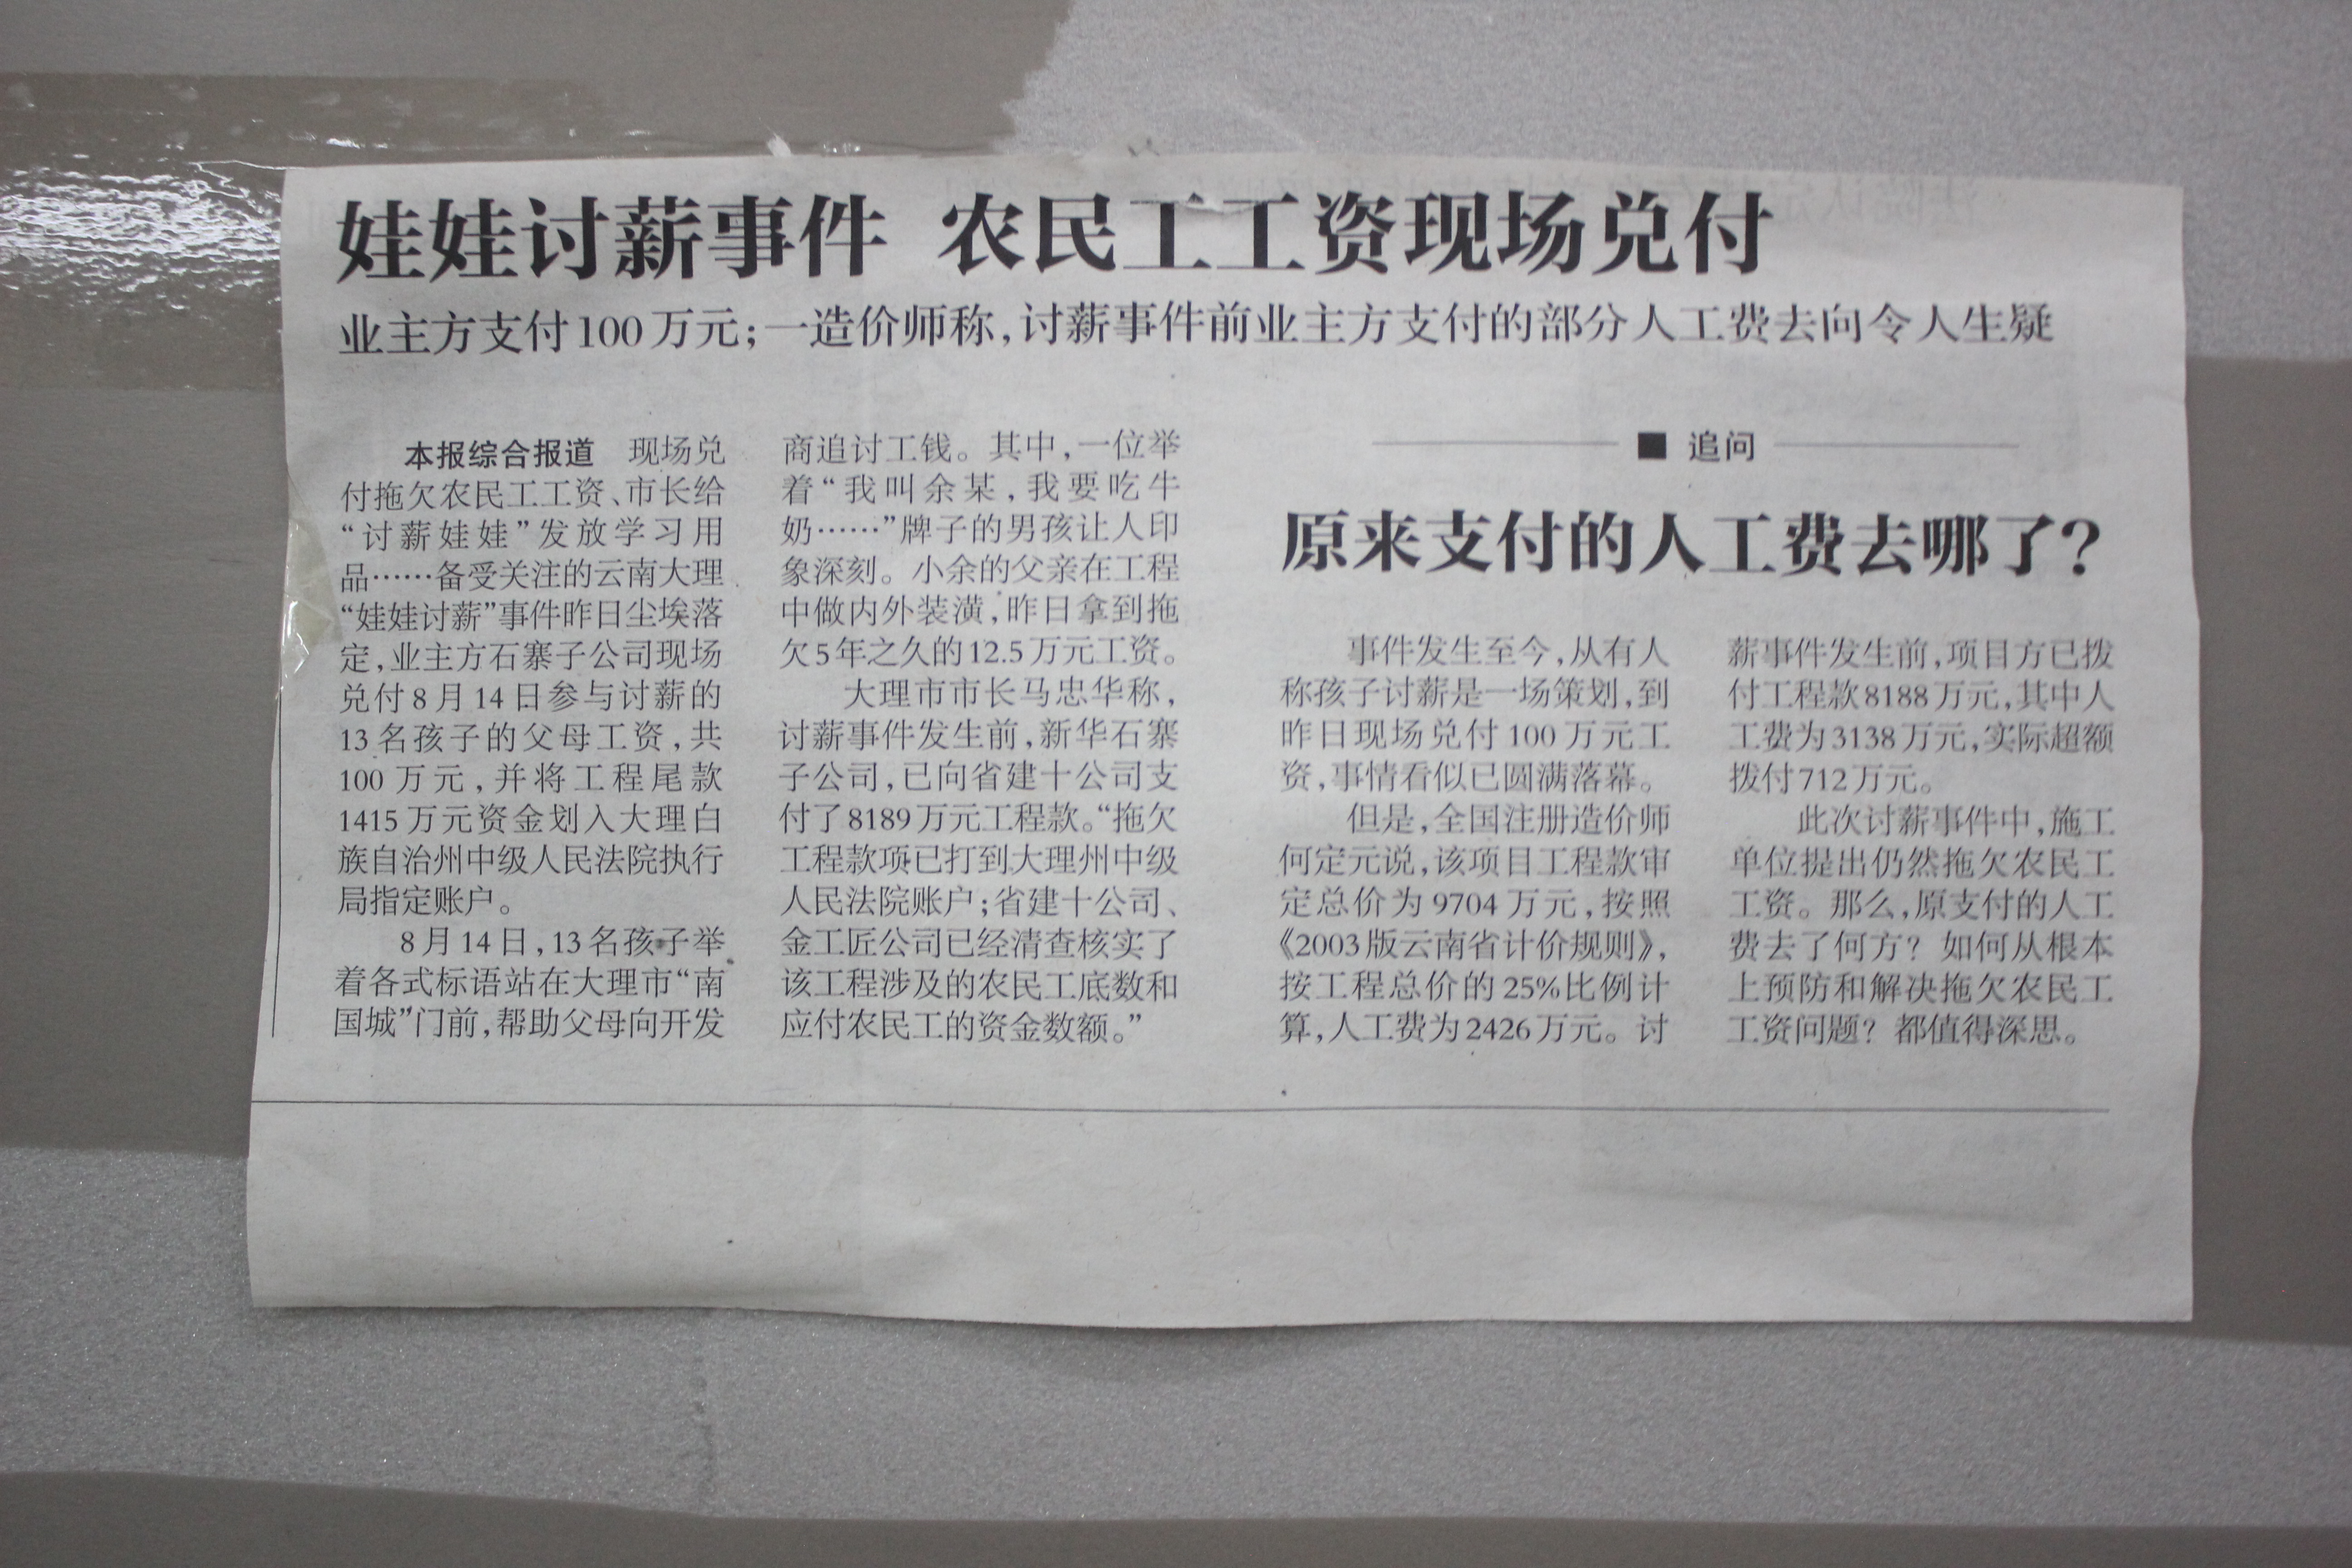 娃娃讨薪事件 农民工工资现场兑付
业主方支付100万元；一造价师称，讨薪事件前业主方支付的部分人工费去向令人生疑
本报综合报道 现场兑
付拖欠农民工工资、市长给
“讨薪娃娃”发放学习用
品……备受关注的云南大理
“娃娃讨薪”事件昨日尘埃落
定，业主方石寨子公司现场
兑付8月14日参与讨薪的
13名孩子的父母工资，共
100万元，并将工程尾款
1415万元资金划入大理白
族自治州中级人民法院执行
局指定账户。
8月14日，13名孩子举
着各式标语站在大理市“南
国城”门前，帮助父母向开发
商追讨工钱。其中，一位举
着“我叫余某，我要吃牛
奶……”牌子的男孩让人印
象深刻。小余的父亲在工程
中做内外装潢，昨日拿到拖
欠5年之久的12.5万元工资。
大理市市长马忠华称，
讨薪事件发生前，新华石寨
子公司，已向省建十公司支
付了8189万元工程款。“拖欠
工程款项已打到大理州中级
人民法院账户；省建十公司、
金工匠公司已经清查核实了
该工程涉及的农民工底数和
应付农民工的资金数额。”
■ 追问
原来支付的人工费去哪了？
事件发生至今，从有人
称孩子讨薪是一场策划，到
昨日现场兑付100万元工
资，事情看似已圆满落幕。
但是，全国注册造价师
何定元说，该项目工程款审
定总价为9704万元，按照
《2003版云南省计价规则》，
按工程总价的25%比例计
算，人工费为2426万元。讨
薪事件发生前，项目方已拨
付工程款8188万元，其中人
工费为3138万元，实际超额
拨付712万元。
此次讨薪事件中，施工
单位提出仍然拖欠农民工
工资。那么，原支付的人工
费去了何方？如何从根本
上预防和解决拖欠农民工
工资问题？都值得深思。